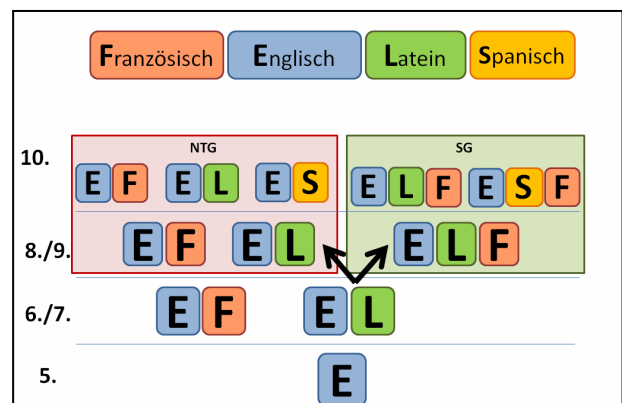 Französisch Englisch Latein Spanisch
NTG SG
10.
E F E L E S E L F E S F
8./9. E F E L E L F
6./7. E F E L
5. E